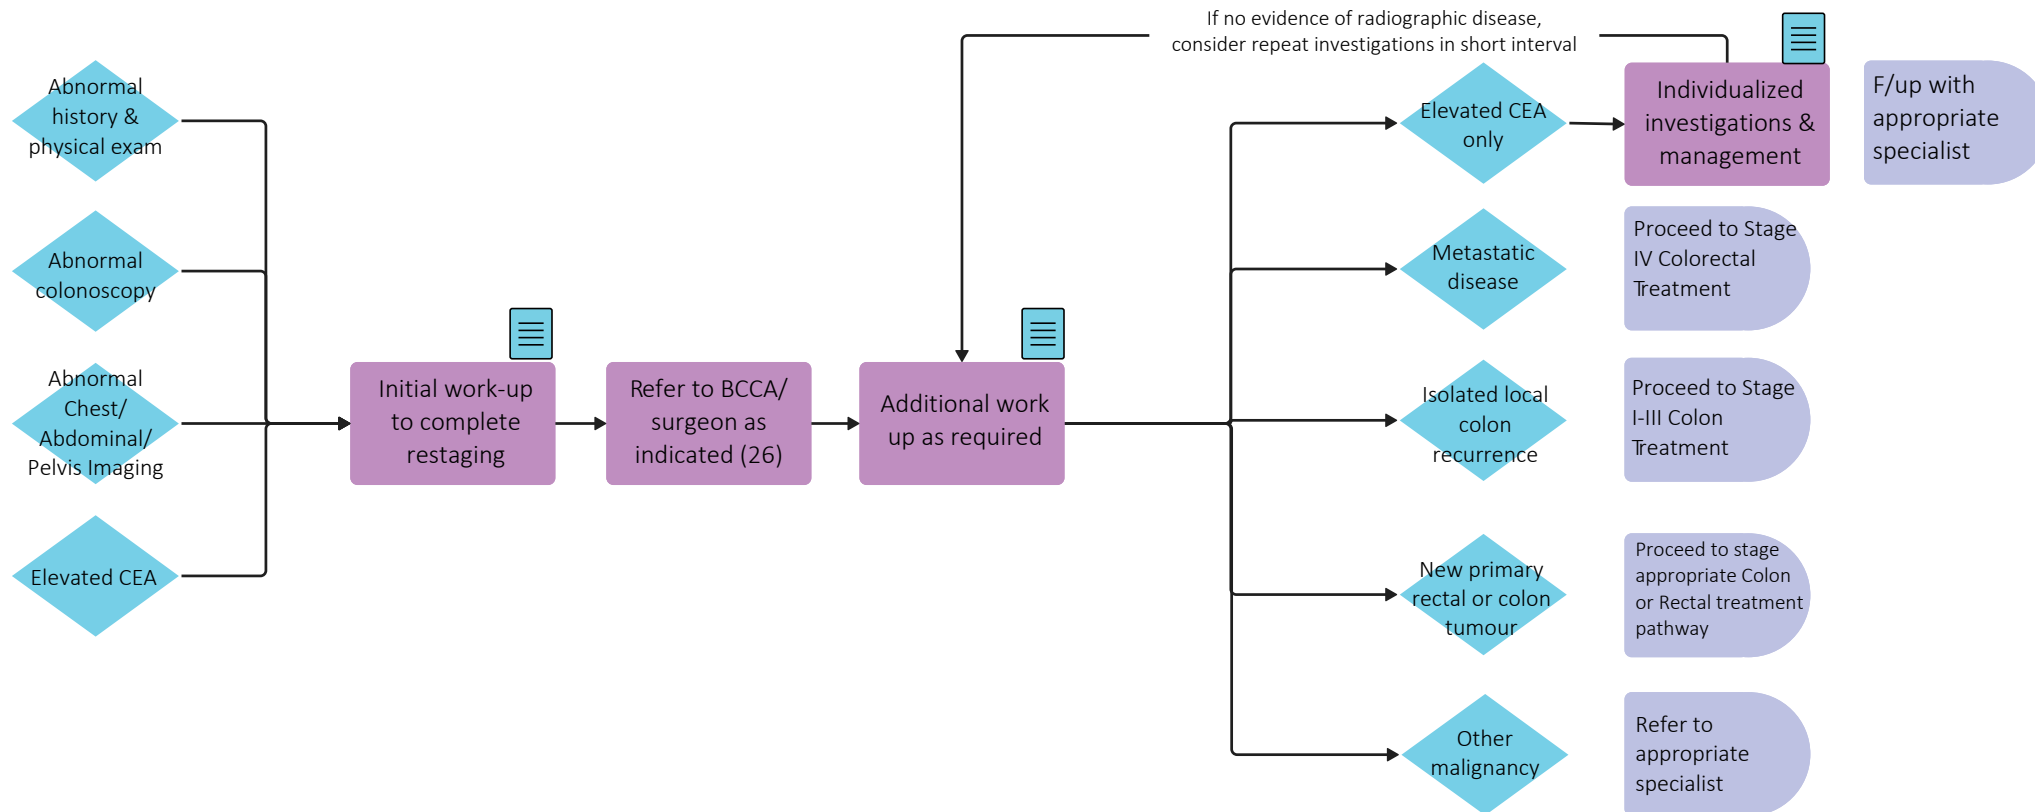 If no evidence of radiographic disease,
consider repeat investigations in short interval
Abnormal
history &
physical exam
Abnormal
colonoscopy
Abnormal
Chest/
Abdominal/
Pelvis Imaging
Elevated CEA
Initial work-up
to complete
restaging
Refer to BCCA/
surgeon as
indicated (26)
Additional work
up as required
Elevated CEA
only
Individualized
investigations &
management
F/up with
appropriate
specialist
Metastatic
disease
Proceed to Stage
IV Colorectal
Treatment
Isolated local
colon
recurrence
Proceed to Stage
I-III Colon
Treatment
New primary
rectal or colon
tumour
Proceed to stage
appropriate Colon
or Rectal treatment
pathway
Other
malignancy
Refer to
appropriate
specialist